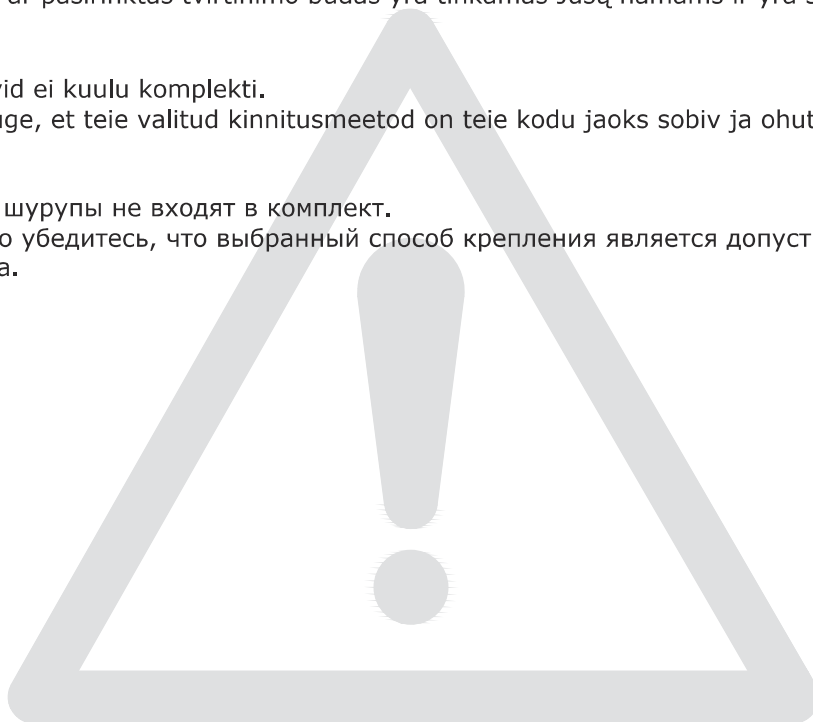 ar pasirinktas tvirtinimo būdas yra tinkamas Jūsų namams ir yra s
vid ei kuulu komplekti.
uge, et teie valitud kinnitusmeetod on teie kodu jaoks sobiv ja ohut
шурупы не входят в комплект.
о убедитесь, что выбранный способ крепления является допуст
а.